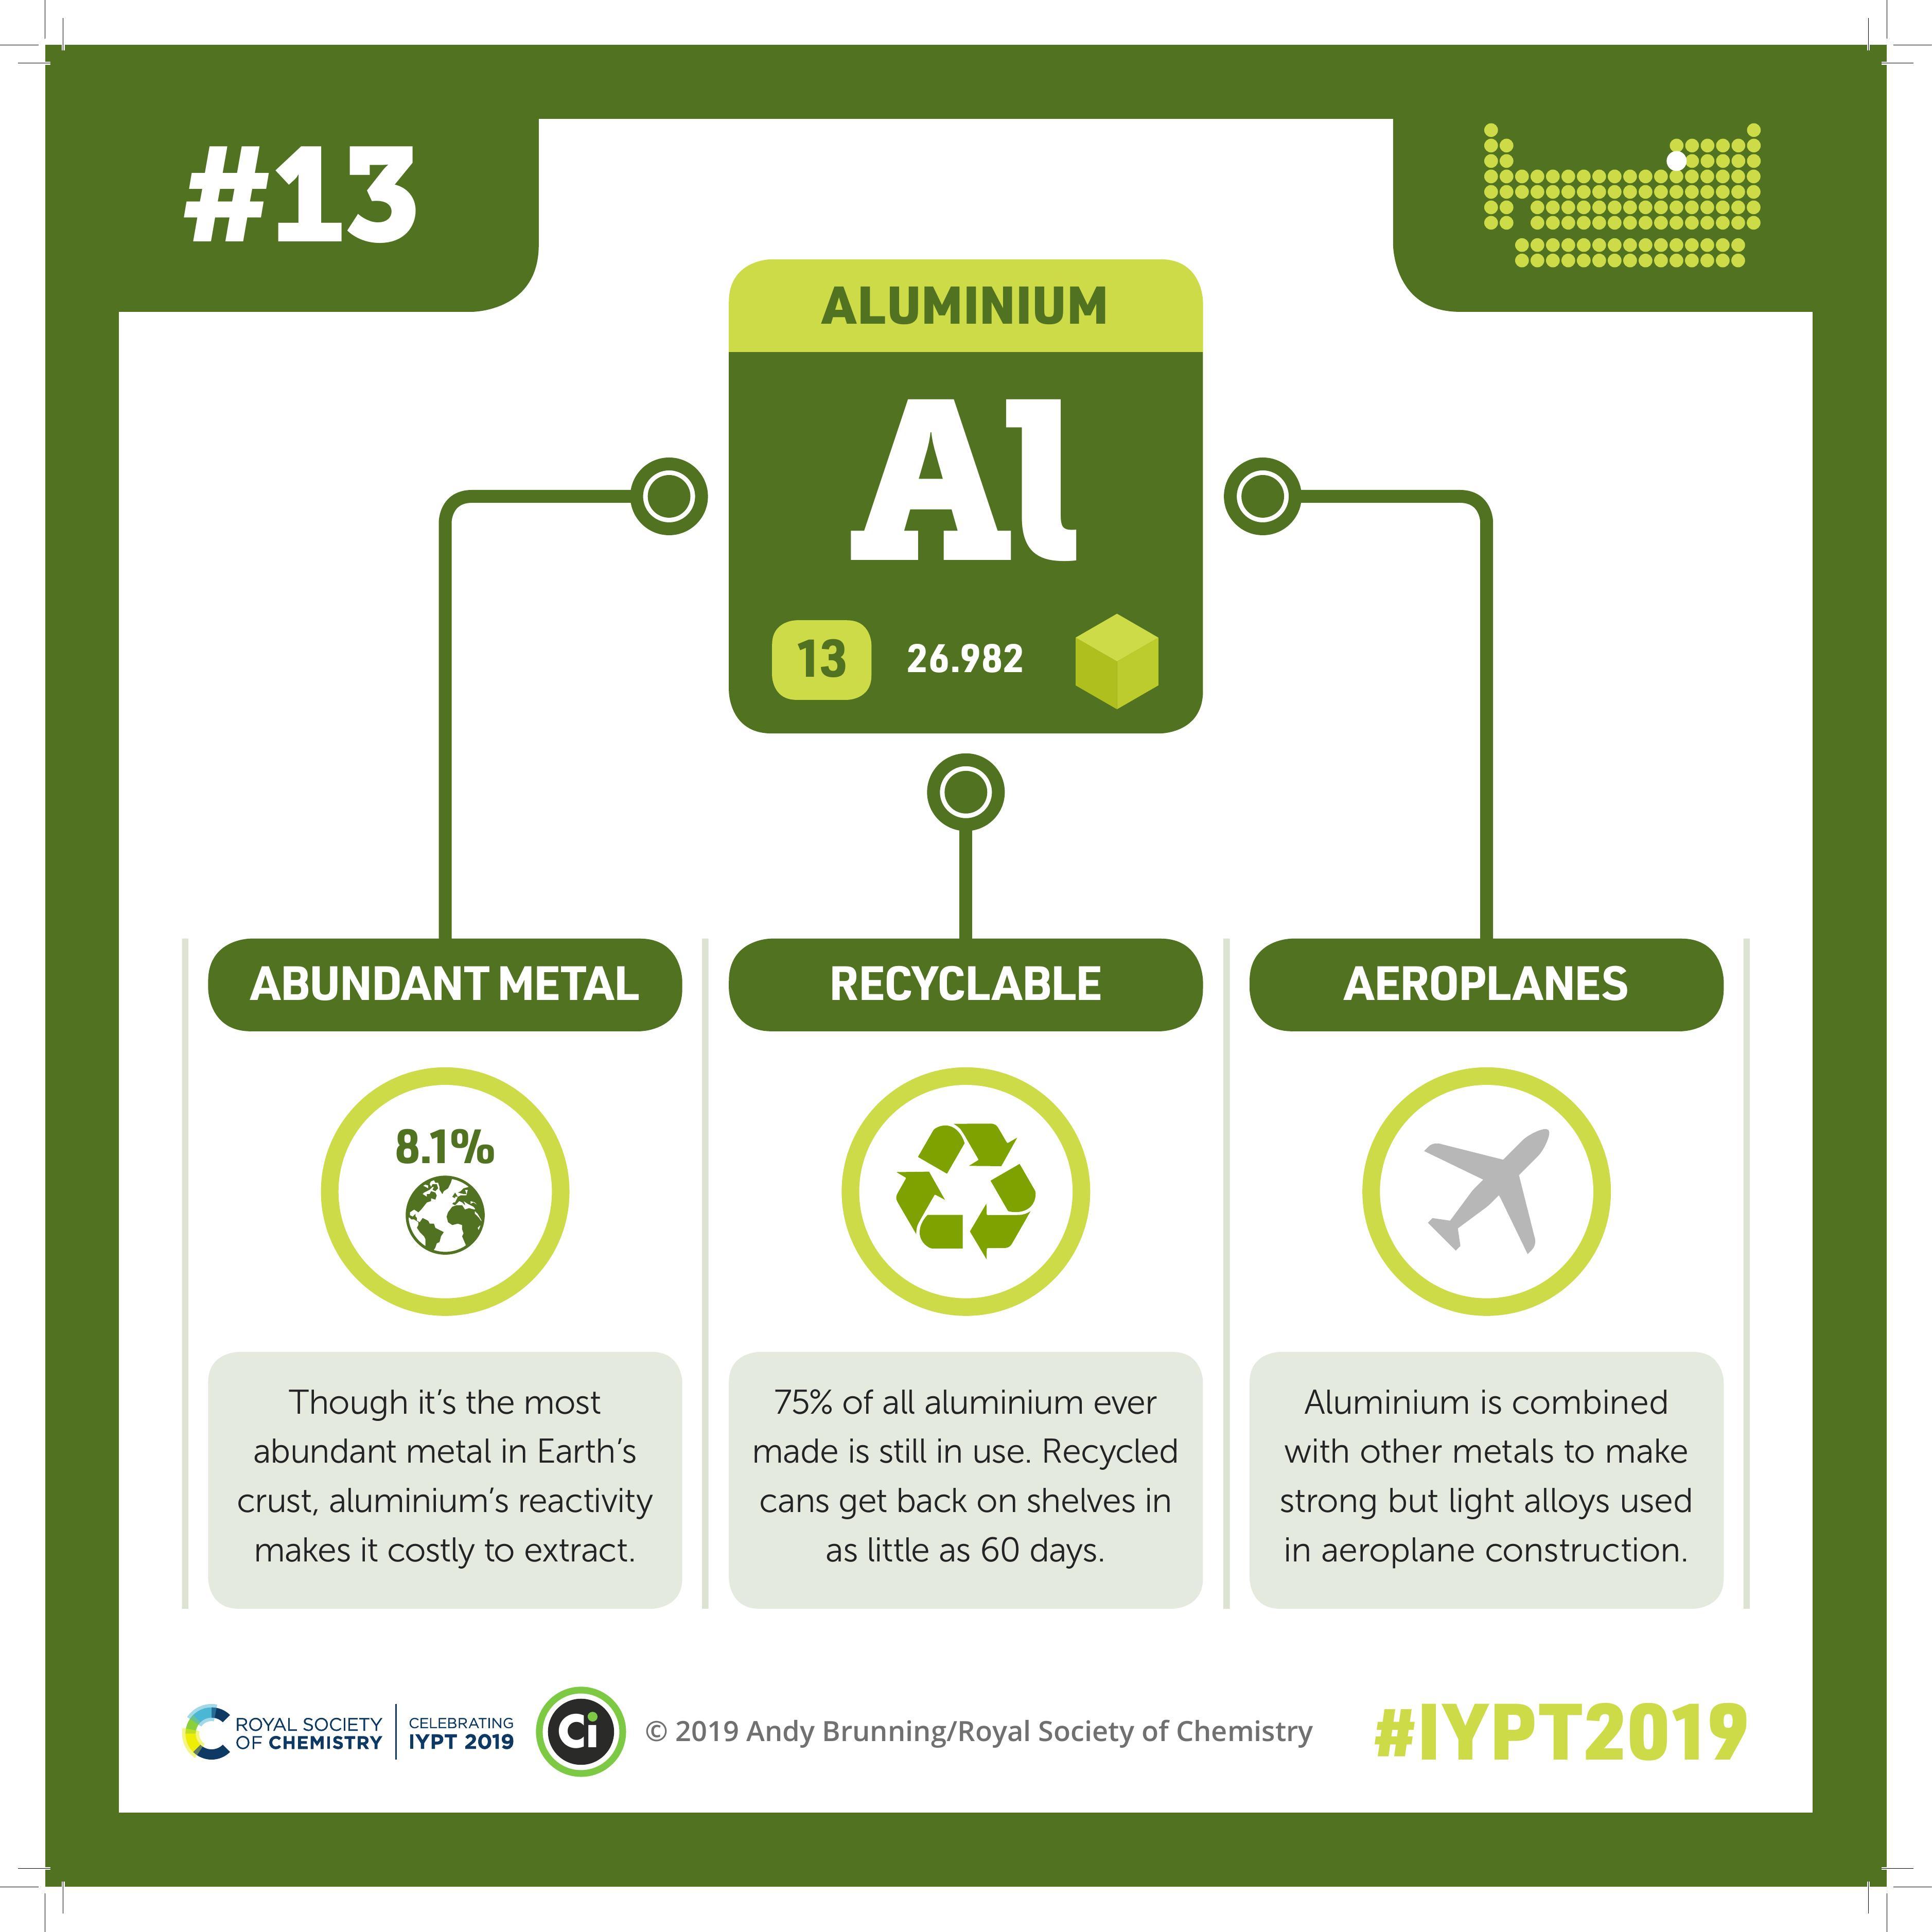 #13
ALUMINIUM
Al
13
26.982
ABUNDANT METAL
8.1%
Though it’s the most
abundant metal in Earth’s
crust, aluminium’s reactivity
makes it costly to extract.
RECYCLABLE
75% of all aluminium ever
made is still in use. Recycled
cans get back on shelves in
as little as 60 days.
AEROPLANES
Aluminium is combined
with other metals to make
strong but light alloys used
in aeroplane construction.
ROYAL SOCIETY
OF CHEMISTRY
CELEBRATING
IYPT 2019
Ci
© 2019 Andy Brunning/Royal Society of Chemistry
#IYPT2019